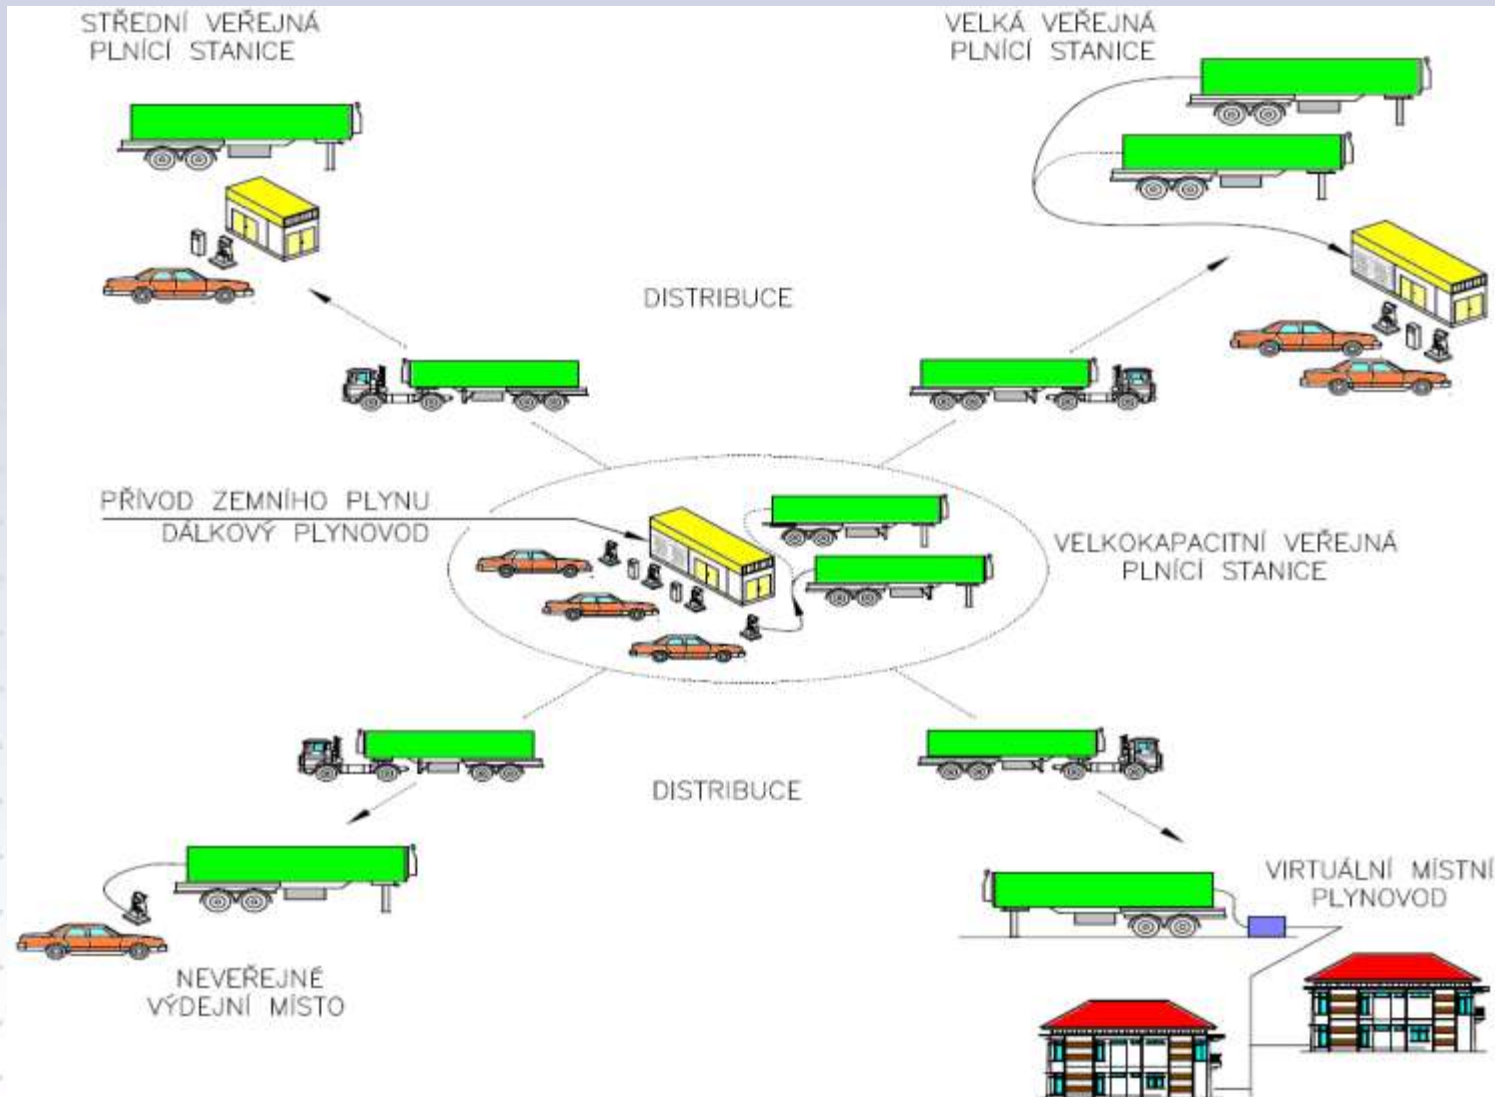 STŘEDNÍ VEŘEJNÁ
PLNÍCÍ STANICE
VELKÁ VEŘEJNÁ
PLNÍCÍ STANICE
DISTRIBUCE
PŘÍVOD ZEMNÍHO PLYNU
DÁLKOVÝ PLYNOVOD
VELKOKAPACITNÍ VEŘEJNÁ
PLNÍCÍ STANICE
DISTRIBUCE
VIRTUÁLNÍ MÍSTNÍ
PLYNOVOD
NEVEŘEJNÉ
VÝDEJNÍ MÍSTO